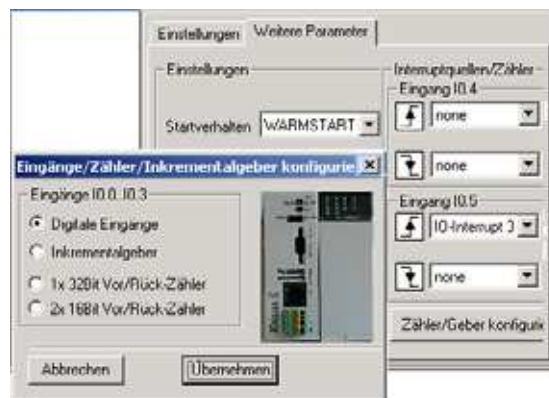 Einstellungen Weitere Parameter
Einstellungen
Startverhalten WARMSTART
Interruptquellen/Zähler
Eingang I0.4
none
none
Eingang I0.5
IO-Interrupt 3
none
Zähler/Geber konfigurie
Eingänge/Zähler/Inkrementalgeber konfigurie
Eingänge I0.0..I0.3
Digitale Eingänge
Inkrementalgeber
1x 32Bit Vor/Rück-Zähler
2x 16Bit Vor/Rück-Zähler
Abbrechen Übernehmen